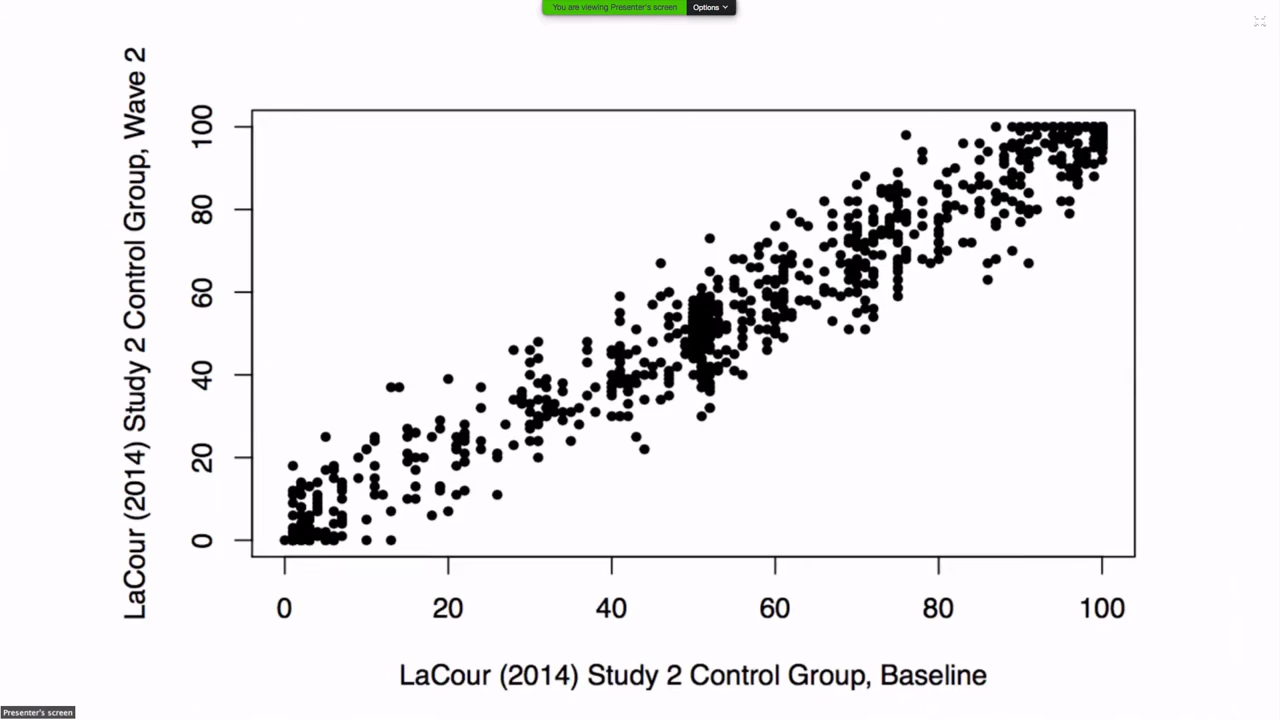 You are viewing Presenter's screen
Options
LaCour (2014) Study 2 Control Group, Wave 2
100
80
60
40
20
0
0 20 40 60 80 100
LaCour (2014) Study 2 Control Group, Baseline
Presenter's screen